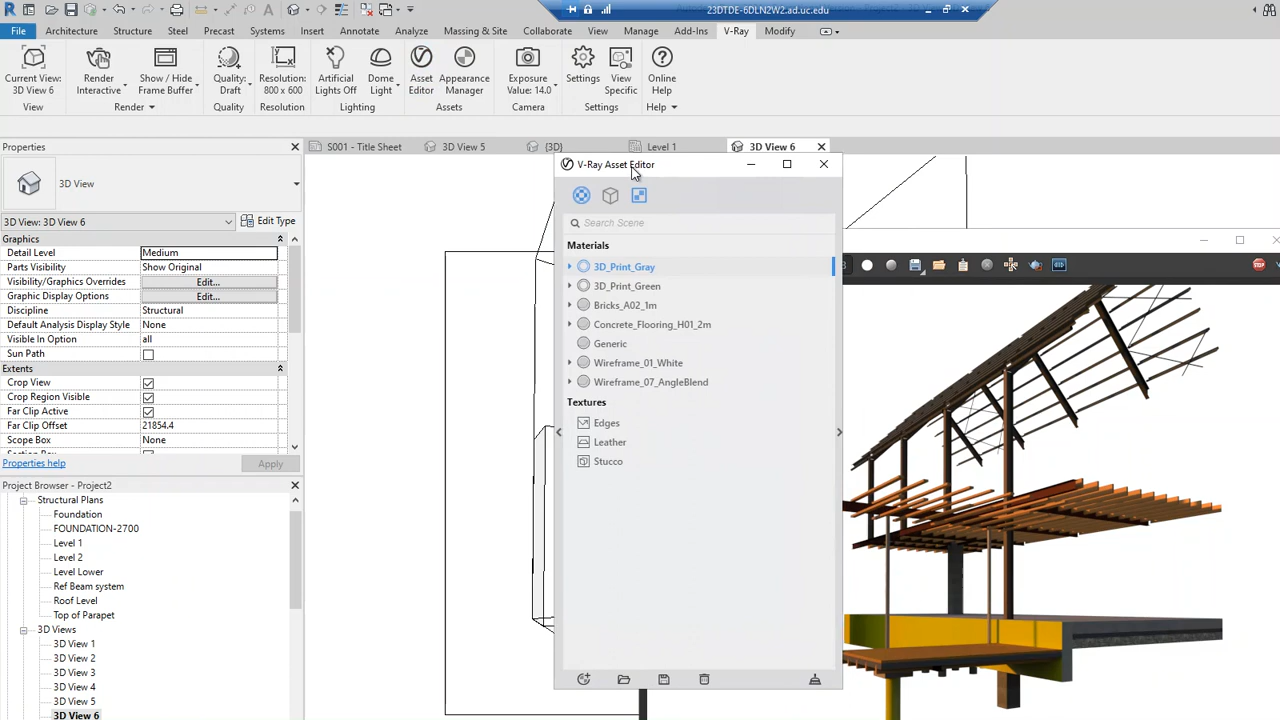 23DTDE-6DLN2W2.ad.uc.edu
File Architecture Structure Steel Precast Systems Insert Annotate Analyze Massing & Site Collaborate View Manage Add-Ins V-Ray Modify
Current View: 3D View 6
Render Interactive
Show / Hide Frame Buffer
Quality: Draft
Resolution: 800 x 600
Artificial Lights Off
Dome Light
Asset Editor
Appearance Manager
Exposure Value: 14.0
Settings
View Specific
Online Help
View Render Quality Resolution Lighting Assets Camera Settings Help
Properties
S001 - Title Sheet
3D View 5
{3D}
Level 1
3D View 6
3D View
3D View: 3D View 6
Edit Type
Graphics
Detail Level Medium
Parts Visibility Show Original
Visibility/Graphics Overrides Edit...
Graphic Display Options Edit...
Discipline Structural
Default Analysis Display Style None
Visible In Option all
Sun Path
Extents
Crop View
Crop Region Visible
Far Clip Active
Far Clip Offset 21854.4
Scope Box None
Properties help
Apply
Project Browser - Project2
Structural Plans
Foundation
FOUNDATION-2700
Level 1
Level 2
Level Lower
Ref Beam system
Roof Level
Top of Parapet
3D Views
3D View 1
3D View 2
3D View 3
3D View 4
3D View 5
3D View 6
V-Ray Asset Editor
Search Scene
Materials
3D_Print_Gray
3D_Print_Green
Bricks_A02_1m
Concrete_Flooring_H01_2m
Generic
Wireframe_01_White
Wireframe_07_AngleBlend
Textures
Edges
Leather
Stucco